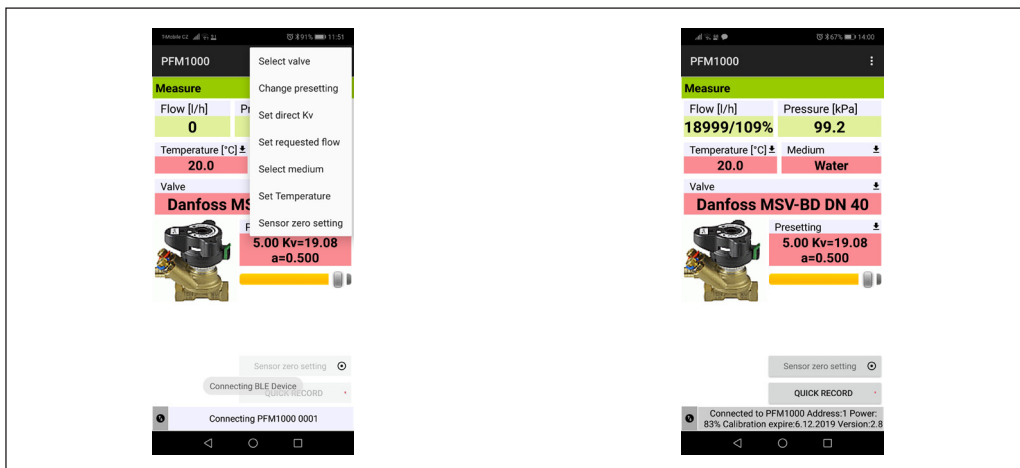 T-Mobile CZ 91% 11:51
PFM1000
Select valve
Change presetting
Set direct Kv
Set requested flow
Select medium
Set Temperature
Sensor zero setting
Measure
Flow [l/h]
0
Temperature [°C]
20.0
Valve
Danfoss MS
5.00 Kv=19.08
a=0.500
Sensor zero setting
Connecting BLE Device
QUICK RECORD
Connecting PFM1000 0001
67% 14:00
PFM1000
Measure
Flow [l/h] Pressure [kPa]
18999/109% 99.2
Temperature [°C] Medium
20.0 Water
Valve
Danfoss MSV-BD DN 40
Presetting
5.00 Kv=19.08
a=0.500
Sensor zero setting
QUICK RECORD
Connected to PFM1000 Address:1 Power:
83% Calibration expire:6.12.2019 Version:2.8